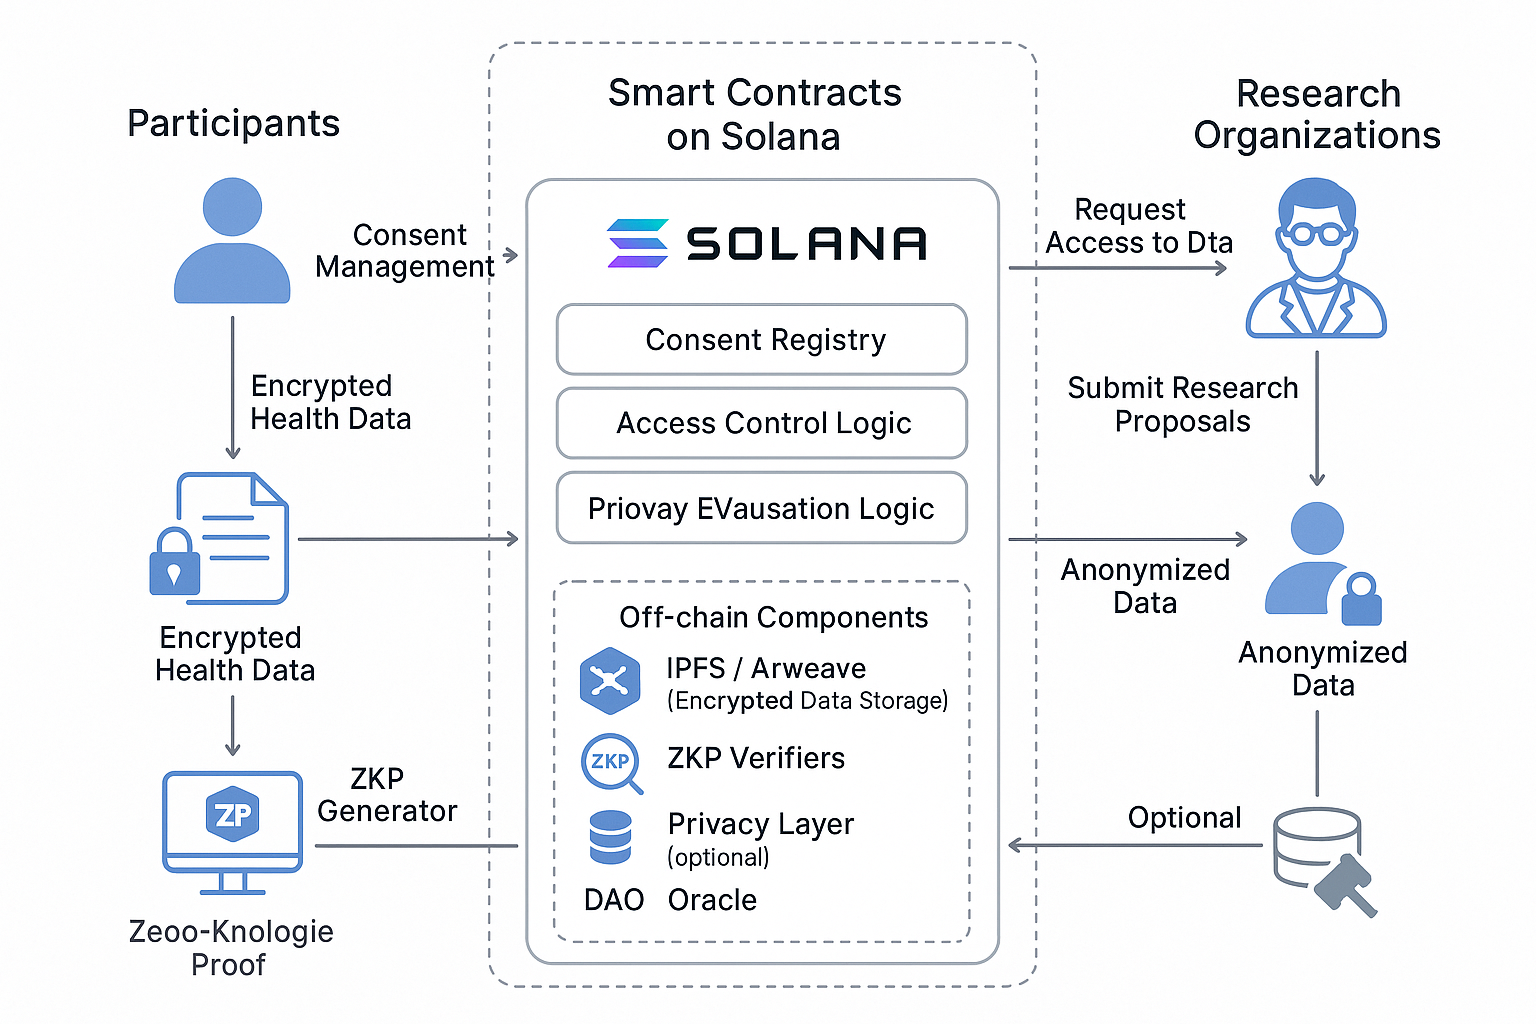 Participants
Smart Contracts
on Solana
Research
Organizations
Consent
Management
SOLANA
Request
Access to Dta
Consent Registry
Encrypted
Health Data
Access Control Logic
Submit Research
Proposals
Priovay EVausation Logic
Anonymized
Data
Off-chain Components
Encrypted
Health Data
IPFS / Arweave
(Encrypted Data Storage)
Anonymized
Data
ZKP
ZKP Verifiers
ZP
ZKP
Generator
Privacy Layer
(optional)
Optional
DAO Oracle
Zeoo-Knologie
Proof